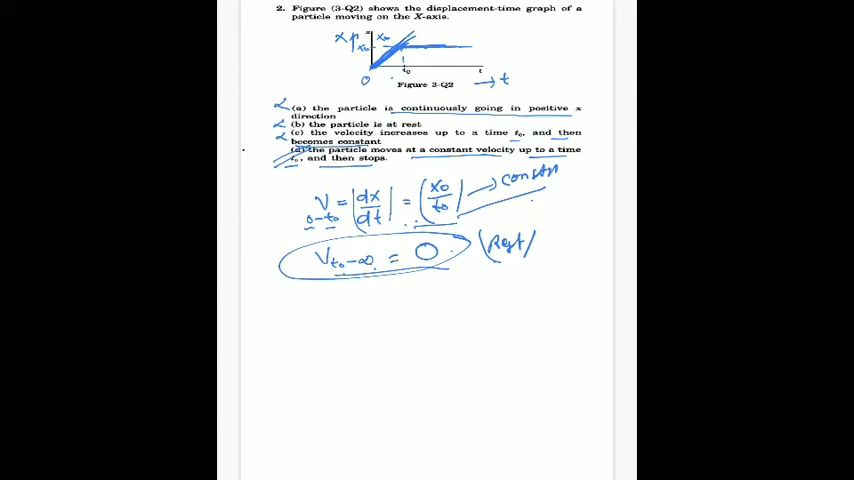 2. Figure (3-Q2) shows the displacement-time graph of a
particle moving on the X-axis.
x x₀
x₀
0 t₀ t → t
Figure 3-Q2
(a) the particle is continuously going in positive x
direction
(b) the particle is at rest
(c) the velocity increases up to a time t₀, and then
becomes constant
(d) the particle moves at a constant velocity up to a time
t₀, and then stops.
V 0-t₀ = |dx/dt| = (x₀/t₀) → constn
V t₀-∞ = 0 (Rest)